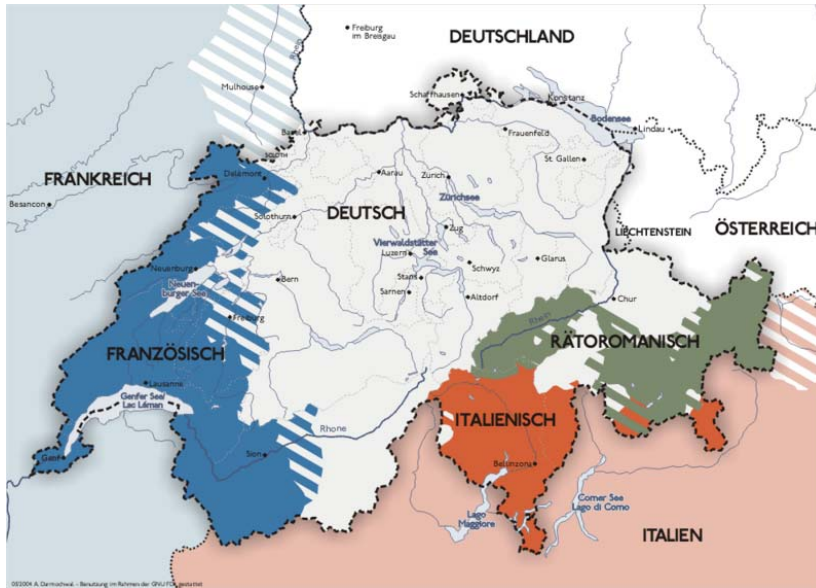 Freiburg
im Breisgau
DEUTSCHLAND
Rhein
Mulhouse
Schaffhausen
Konstanz
Bodensee
Lindau
Basel
Frauenfeld
St. Gallen
FRANKREICH
Delémont
Aarau
Zürich
Besancon
Zürichsee
Solothurn
DEUTSCH
LIECHTENSTEIN
ÖSTERREICH
Zug
Vierwaldstätter
See
Luzern
Neuenburg
Schwyz
Glarus
Neuen-
burger See
Bern
Stans
Sarnen
Altdorf
Chur
Freiburg
Rhein
RÄTOROMANISCH
FRANZÖSISCH
Lausanne
Genfer See/
Lac Léman
ITALIENISCH
Rhone
Genf
Sion
Bellinzona
Lago
Maggiore
Comer See
Lago di Como
ITALIEN